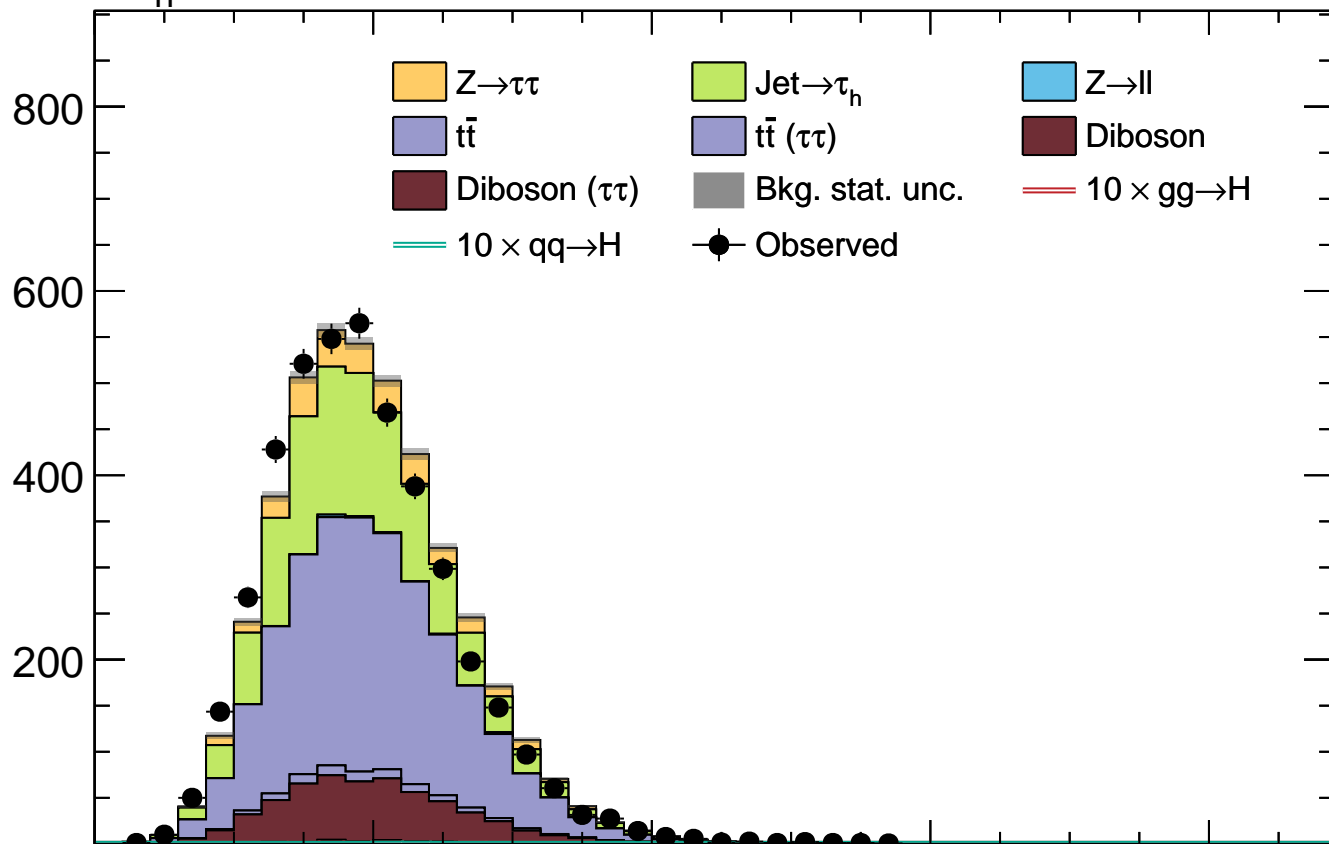 H
800
Z→ττ Jet→τh Z→ll
tt̄ tt̄ (ττ) Diboson
Diboson (ττ) Bkg. stat. unc. 10 × gg→H
10 × qq→H Observed
600
400
200